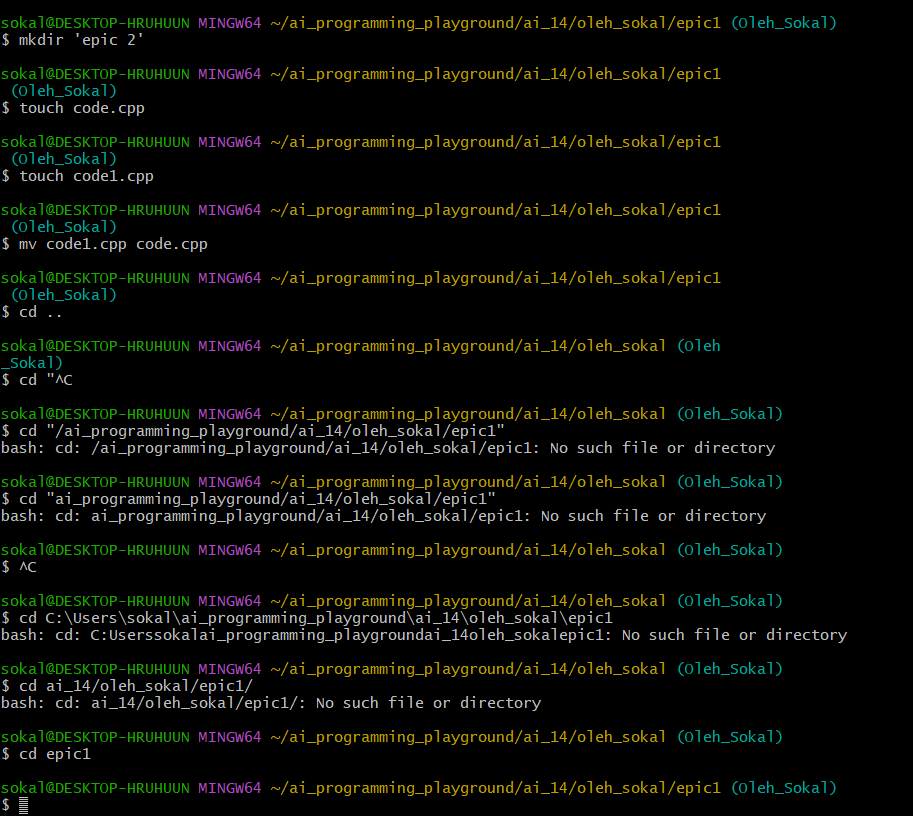 sokal@DESKTOP-HRUHUUN MINGW64 ~/ai_programming_playground/ai_14/oleh_sokal/epic1 (Oleh_Sokal)
$ mkdir 'epic 2'
sokal@DESKTOP-HRUHUUN MINGW64 ~/ai_programming_playground/ai_14/oleh_sokal/epic1
(Oleh_Sokal)
$ touch code.cpp
sokal@DESKTOP-HRUHUUN MINGW64 ~/ai_programming_playground/ai_14/oleh_sokal/epic1
(Oleh_Sokal)
$ touch code1.cpp
sokal@DESKTOP-HRUHUUN MINGW64 ~/ai_programming_playground/ai_14/oleh_sokal/epic1
(Oleh_Sokal)
$ mv code1.cpp code.cpp
sokal@DESKTOP-HRUHUUN MINGW64 ~/ai_programming_playground/ai_14/oleh_sokal/epic1
(Oleh_Sokal)
$ cd ..
sokal@DESKTOP-HRUHUUN MINGW64 ~/ai_programming_playground/ai_14/oleh_sokal (Oleh
_Sokal)
$ cd "^C
sokal@DESKTOP-HRUHUUN MINGW64 ~/ai_programming_playground/ai_14/oleh_sokal (Oleh_Sokal)
$ cd "/ai_programming_playground/ai_14/oleh_sokal/epic1"
bash: cd: /ai_programming_playground/ai_14/oleh_sokal/epic1: No such file or directory
sokal@DESKTOP-HRUHUUN MINGW64 ~/ai_programming_playground/ai_14/oleh_sokal (Oleh_Sokal)
$ cd "ai_programming_playground/ai_14/oleh_sokal/epic1"
bash: cd: ai_programming_playground/ai_14/oleh_sokal/epic1: No such file or directory
sokal@DESKTOP-HRUHUUN MINGW64 ~/ai_programming_playground/ai_14/oleh_sokal (Oleh_Sokal)
$ ^C
sokal@DESKTOP-HRUHUUN MINGW64 ~/ai_programming_playground/ai_14/oleh_sokal (Oleh_Sokal)
$ cd C:\Users\sokal\ai_programming_playground\ai_14\oleh_sokal\epic1
bash: cd: C:Userssokalai_programming_playgroundai_14oleh_sokalepic1: No such file or directory
sokal@DESKTOP-HRUHUUN MINGW64 ~/ai_programming_playground/ai_14/oleh_sokal (Oleh_Sokal)
$ cd ai_14/oleh_sokal/epic1/
bash: cd: ai_14/oleh_sokal/epic1/: No such file or directory
sokal@DESKTOP-HRUHUUN MINGW64 ~/ai_programming_playground/ai_14/oleh_sokal (Oleh_Sokal)
$ cd epic1
sokal@DESKTOP-HRUHUUN MINGW64 ~/ai_programming_playground/ai_14/oleh_sokal/epic1 (Oleh_Sokal)
$